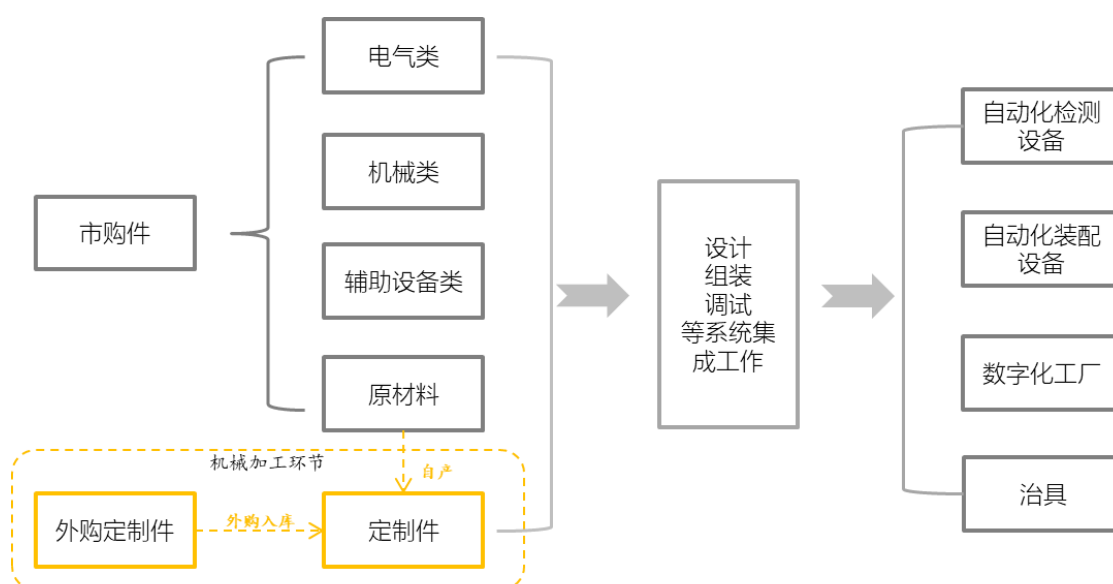 市购件
电气类
机械类
辅助设备类
原材料
机械加工环节
自产
外购定制件
外购入库
定制件
设计
组装
调试
等系统集
成工作
自动化检测
设备
自动化装配
设备
数字化工厂
治具